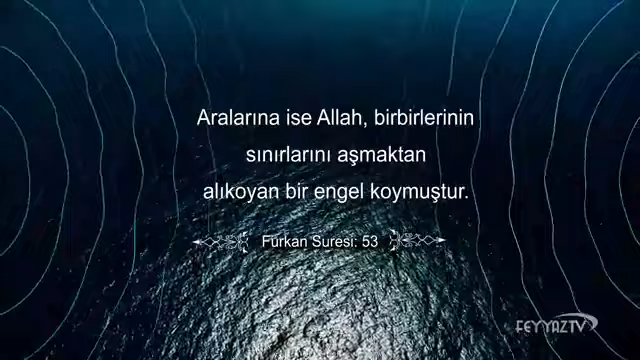 Aralarına ise Allah, birbirlerinin
sınırlarını aşmaktan
alıkoyan bir engel koymuştur.
Furkan Suresi: 53
FEYYAZTV